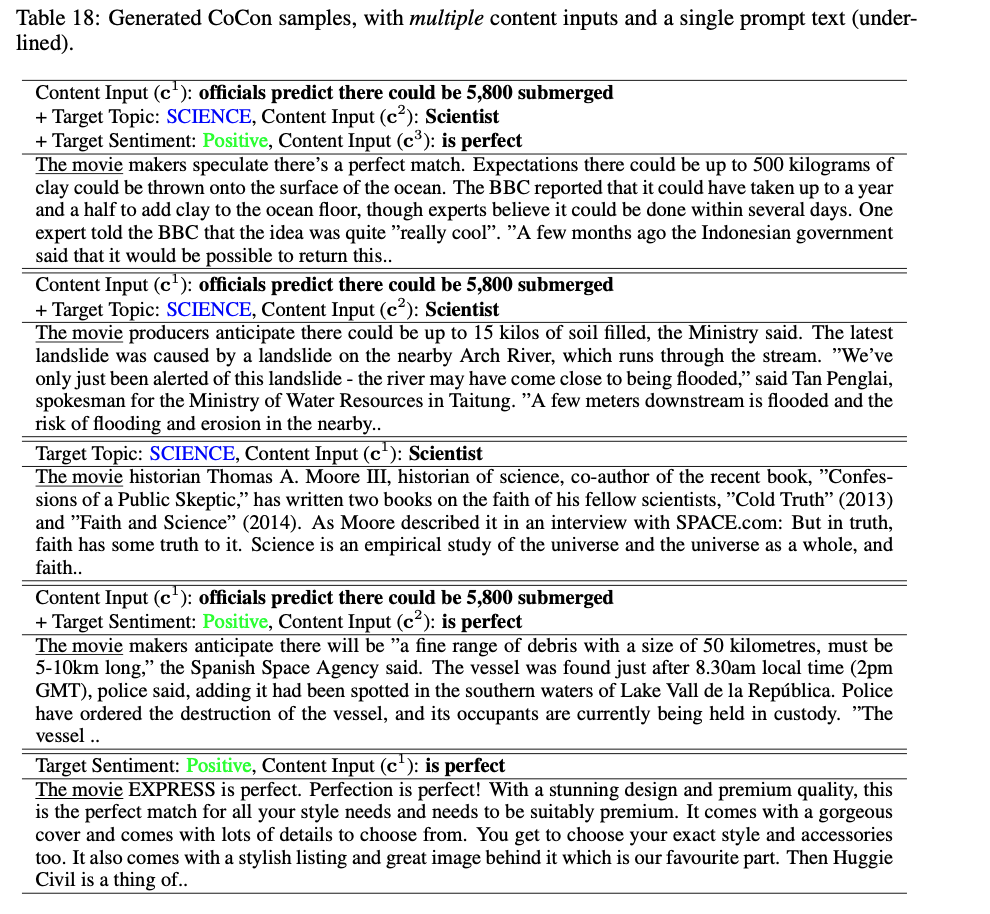 Table 18: Generated CoCon samples, with multiple content inputs and a single prompt text (under-
lined).
Content Input (c1): officials predict there could be 5,800 submerged
+ Target Topic: SCIENCE, Content Input (c2): Scientist
+ Target Sentiment: Positive, Content Input (c3): is perfect
The movie makers speculate there's a perfect match. Expectations there could be up to 500 kilograms of
clay could be thrown onto the surface of the ocean. The BBC reported that it could have taken up to a year
and a half to add clay to the ocean floor, though experts believe it could be done within several days. One
expert told the BBC that the idea was quite ”really cool”. ”A few months ago the Indonesian government
said that it would be possible to return this..
Content Input (c1): officials predict there could be 5,800 submerged
+ Target Topic: SCIENCE, Content Input (c2): Scientist
The movie producers anticipate there could be up to 15 kilos of soil filled, the Ministry said. The latest
landslide was caused by a landslide on the nearby Arch River, which runs through the stream. ”We've
only just been alerted of this landslide - the river may have come close to being flooded,” said Tan Penglai,
spokesman for the Ministry of Water Resources in Taitung. ”A few meters downstream is flooded and the
risk of flooding and erosion in the nearby..
Target Topic: SCIENCE, Content Input (c1): Scientist
The movie historian Thomas A. Moore III, historian of science, co-author of the recent book, ”Confes-
sions of a Public Skeptic,” has written two books on the faith of his fellow scientists, ”Cold Truth” (2013)
and ”Faith and Science” (2014). As Moore described it in an interview with SPACE.com: But in truth,
faith has some truth to it. Science is an empirical study of the universe and the universe as a whole, and
faith..
Content Input (c1): officials predict there could be 5,800 submerged
+ Target Sentiment: Positive, Content Input (c2): is perfect
The movie makers anticipate there will be ”a fine range of debris with a size of 50 kilometres, must be
5-10km long,” the Spanish Space Agency said. The vessel was found just after 8.30am local time (2pm
GMT), police said, adding it had been spotted in the southern waters of Lake Vall de la República. Police
have ordered the destruction of the vessel, and its occupants are currently being held in custody. ”The
vessel ..
Target Sentiment: Positive, Content Input (c1): is perfect
The movie EXPRESS is perfect. Perfection is perfect! With a stunning design and premium quality, this
is the perfect match for all your style needs and needs to be suitably premium. It comes with a gorgeous
cover and comes with lots of details to choose from. You get to choose your exact style and accessories
too. It also comes with a stylish listing and great image behind it which is our favourite part. Then Huggie
Civil is a thing of..